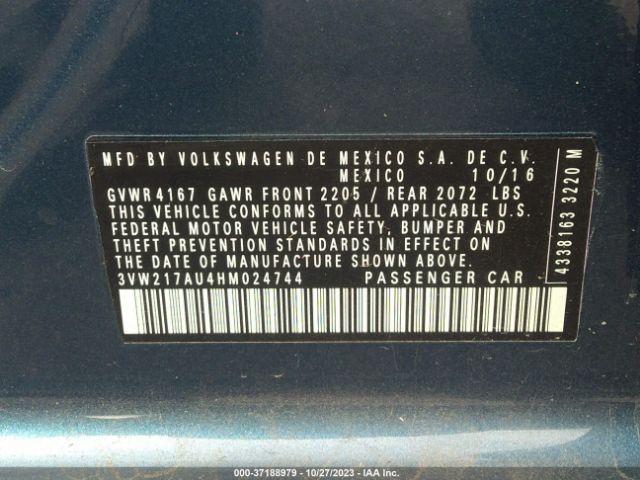 MFD BY VOLKSWAGEN DE MEXICO S.A. DE C.V.
MEXICO 10/16
GVWR 4167 GAWR FRONT 2205 / REAR 2072 LBS
THIS VEHICLE CONFORMS TO ALL APPLICABLE U.S.
FEDERAL MOTOR VEHICLE SAFETY, BUMPER AND
THEFT PREVENTION STANDARDS IN EFFECT ON
THE DATE OF MANUFACTURE SHOWN ABOVE.
3VW217AU4HM024744 PASSENGER CAR
4338163 3220 M
000-37188979 - 10/27/2023 - IAA Inc.